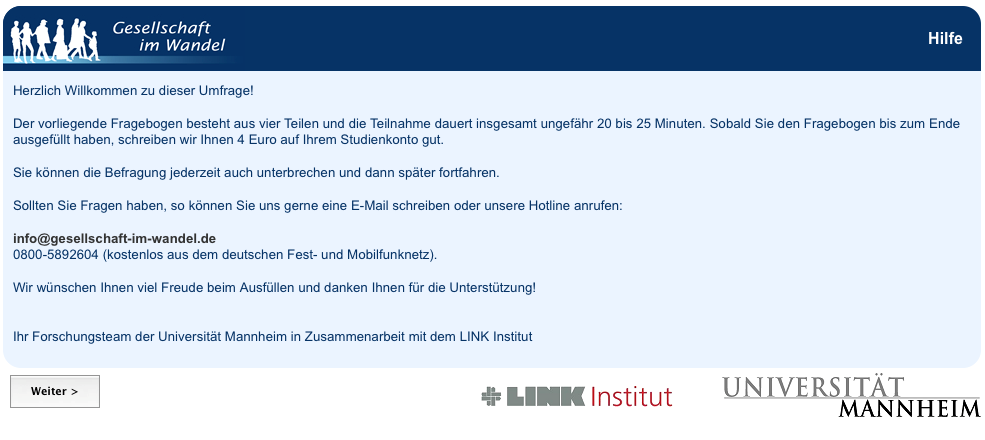 Gesellschaft
im Wandel
Hilfe
Herzlich Willkommen zu dieser Umfrage!
Der vorliegende Fragebogen besteht aus vier Teilen und die Teilnahme dauert insgesamt ungefähr 20 bis 25 Minuten. Sobald Sie den Fragebogen bis zum Ende
ausgefüllt haben, schreiben wir Ihnen 4 Euro auf Ihrem Studienkonto gut.
Sie können die Befragung jederzeit auch unterbrechen und dann später fortfahren.
Sollten Sie Fragen haben, so können Sie uns gerne eine E-Mail schreiben oder unsere Hotline anrufen:
info@gesellschaft-im-wandel.de
0800-5892604 (kostenlos aus dem deutschen Fest- und Mobilfunknetz).
Wir wünschen Ihnen viel Freude beim Ausfüllen und danken Ihnen für die Unterstützung!
Ihr Forschungsteam der Universität Mannheim in Zusammenarbeit mit dem LINK Institut
Weiter >
LINK Institut
UNIVERSITÄT
MANNHEIM